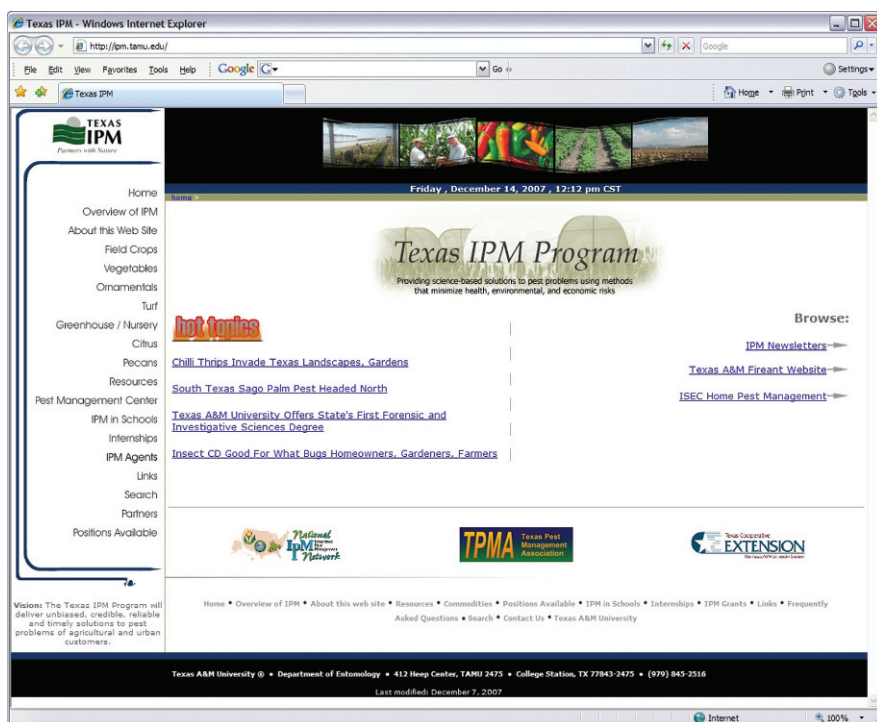 Texas IPM - Windows Internet Explorer
http://ipm.tamu.edu/
Google
File Edit View Favorites Tools Help Google Go Settings
Texas IPM Home Print Tools
TEXAS
IPM
Partners with Nature
Friday , December 14, 2007 , 12:12 pm CST
home >
Home
Overview of IPM
About this Web Site
Field Crops
Vegetables
Ornamentals
Turf
Greenhouse / Nursery
Citrus
Pecans
Resources
Pest Management Center
IPM in Schools
Internships
IPM Agents
Links
Search
Partners
Positions Available
Vision: The Texas IPM Program will
deliver unbiased, credible, reliable
and timely solutions to pest
problems of agricultural and urban
customers.
Texas IPM Program
Providing science-based solutions to pest problems using methods
that minimize health, environmental, and economic risks
hot topics
Chilli Thrips Invade Texas Landscapes, Gardens
South Texas Sago Palm Pest Headed North
Texas A&M University Offers State's First Forensic and
Investigative Sciences Degree
Insect CD Good For What Bugs Homeowners, Gardeners, Farmers
Browse:
IPM Newsletters
Texas A&M Fireant Website
ISEC Home Pest Management
National
IPM
Network
TPMA Texas Pest
Management
Association
Texas Cooperative
EXTENSION
Home • Overview of IPM • About this web site • Resources • Commodities • Positions Available • IPM in Schools • Internships • IPM Grants • Links • Frequently
Asked Questions • Search • Contact Us • Texas A&M University
Texas A&M University ® • Department of Entomology • 412 Heep Center, TAMU 2475 • College Station, TX 77843-2475 • (979) 845-2516
Last modified: December 7, 2007
Internet 100%